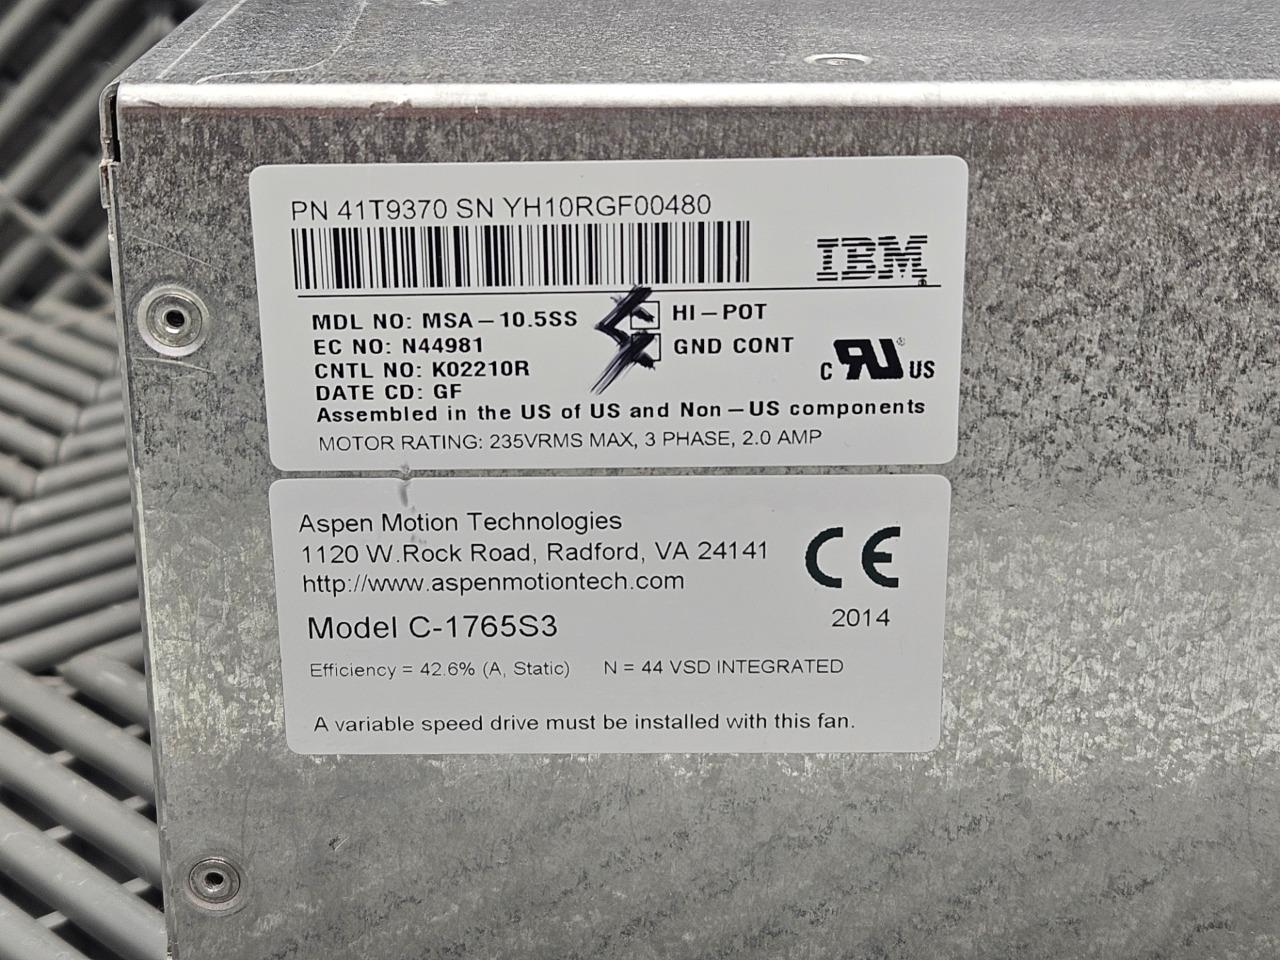 PN 41T9370 SN YH10RGF00480
IBM
MDL NO: MSA-10.5SS
HI-POT
EC NO: N44981
GND CONT
CNTL NO: K02210R
C RU US
DATE CD: GF
Assembled in the US of US and Non-US components
MOTOR RATING: 235VRMS MAX, 3 PHASE, 2.0 AMP
Aspen Motion Technologies
1120 W.Rock Road, Radford, VA 24141
http://www.aspenmotiontech.com
CE
Model C-1765S3
2014
Efficiency = 42.6% (A, Static) N = 44 VSD INTEGRATED
A variable speed drive must be installed with this fan.